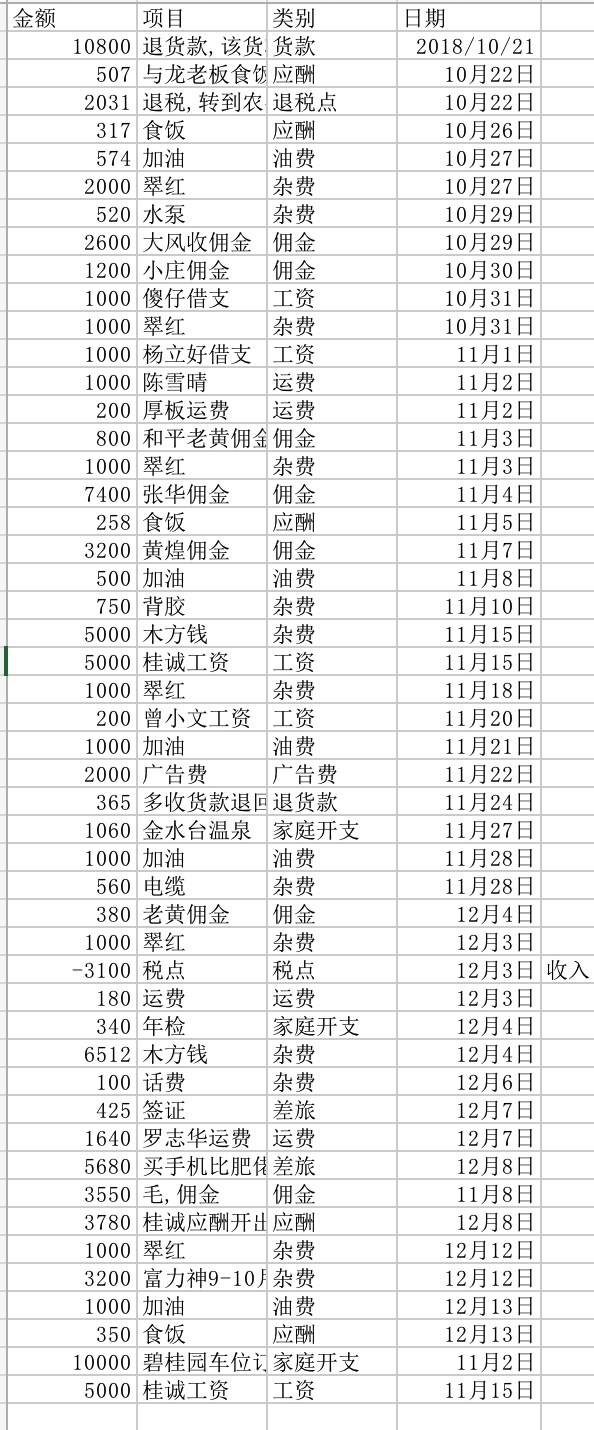 金额 项目 类别 日期
10800 退货款,该货 货款 2018/10/21
507 与龙老板食饭 应酬 10月22日
2031 退税,转到农 退税点 10月22日
317 食饭 应酬 10月26日
574 加油 油费 10月27日
2000 翠红 杂费 10月27日
520 水泵 杂费 10月29日
2600 大风收佣金 佣金 10月29日
1200 小庄佣金 佣金 10月30日
1000 傻仔借支 工资 10月31日
1000 翠红 杂费 10月31日
1000 杨立好借支 工资 11月1日
1000 陈雪晴 运费 11月2日
200 厚板运费 运费 11月2日
800 和平老黄佣金 佣金 11月3日
1000 翠红 杂费 11月3日
7400 张华佣金 佣金 11月4日
258 食饭 应酬 11月5日
3200 黄煌佣金 佣金 11月7日
500 加油 油费 11月8日
750 背胶 杂费 11月10日
5000 木方钱 杂费 11月15日
5000 桂诚工资 工资 11月15日
1000 翠红 杂费 11月18日
200 曾小文工资 工资 11月20日
1000 加油 油费 11月21日
2000 广告费 广告费 11月22日
365 多收货款退回 退货款 11月24日
1060 金水台温泉 家庭开支 11月27日
1000 加油 油费 11月28日
560 电缆 杂费 11月28日
380 老黄佣金 佣金 12月4日
1000 翠红 杂费 12月3日
-3100 税点 税点 12月3日 收入
180 运费 运费 12月3日
340 年检 家庭开支 12月4日
6512 木方钱 杂费 12月4日
100 话费 杂费 12月6日
425 签证 差旅 12月7日
1640 罗志华运费 运费 12月7日
5680 买手机比肥佬 差旅 12月8日
3550 毛,佣金 佣金 11月8日
3780 桂诚应酬开出 应酬 12月8日
1000 翠红 杂费 12月12日
3200 富力神9-10月 杂费 12月12日
1000 加油 油费 12月13日
350 食饭 应酬 12月13日
10000 碧桂园车位订 家庭开支 11月2日
5000 桂诚工资 工资 11月15日